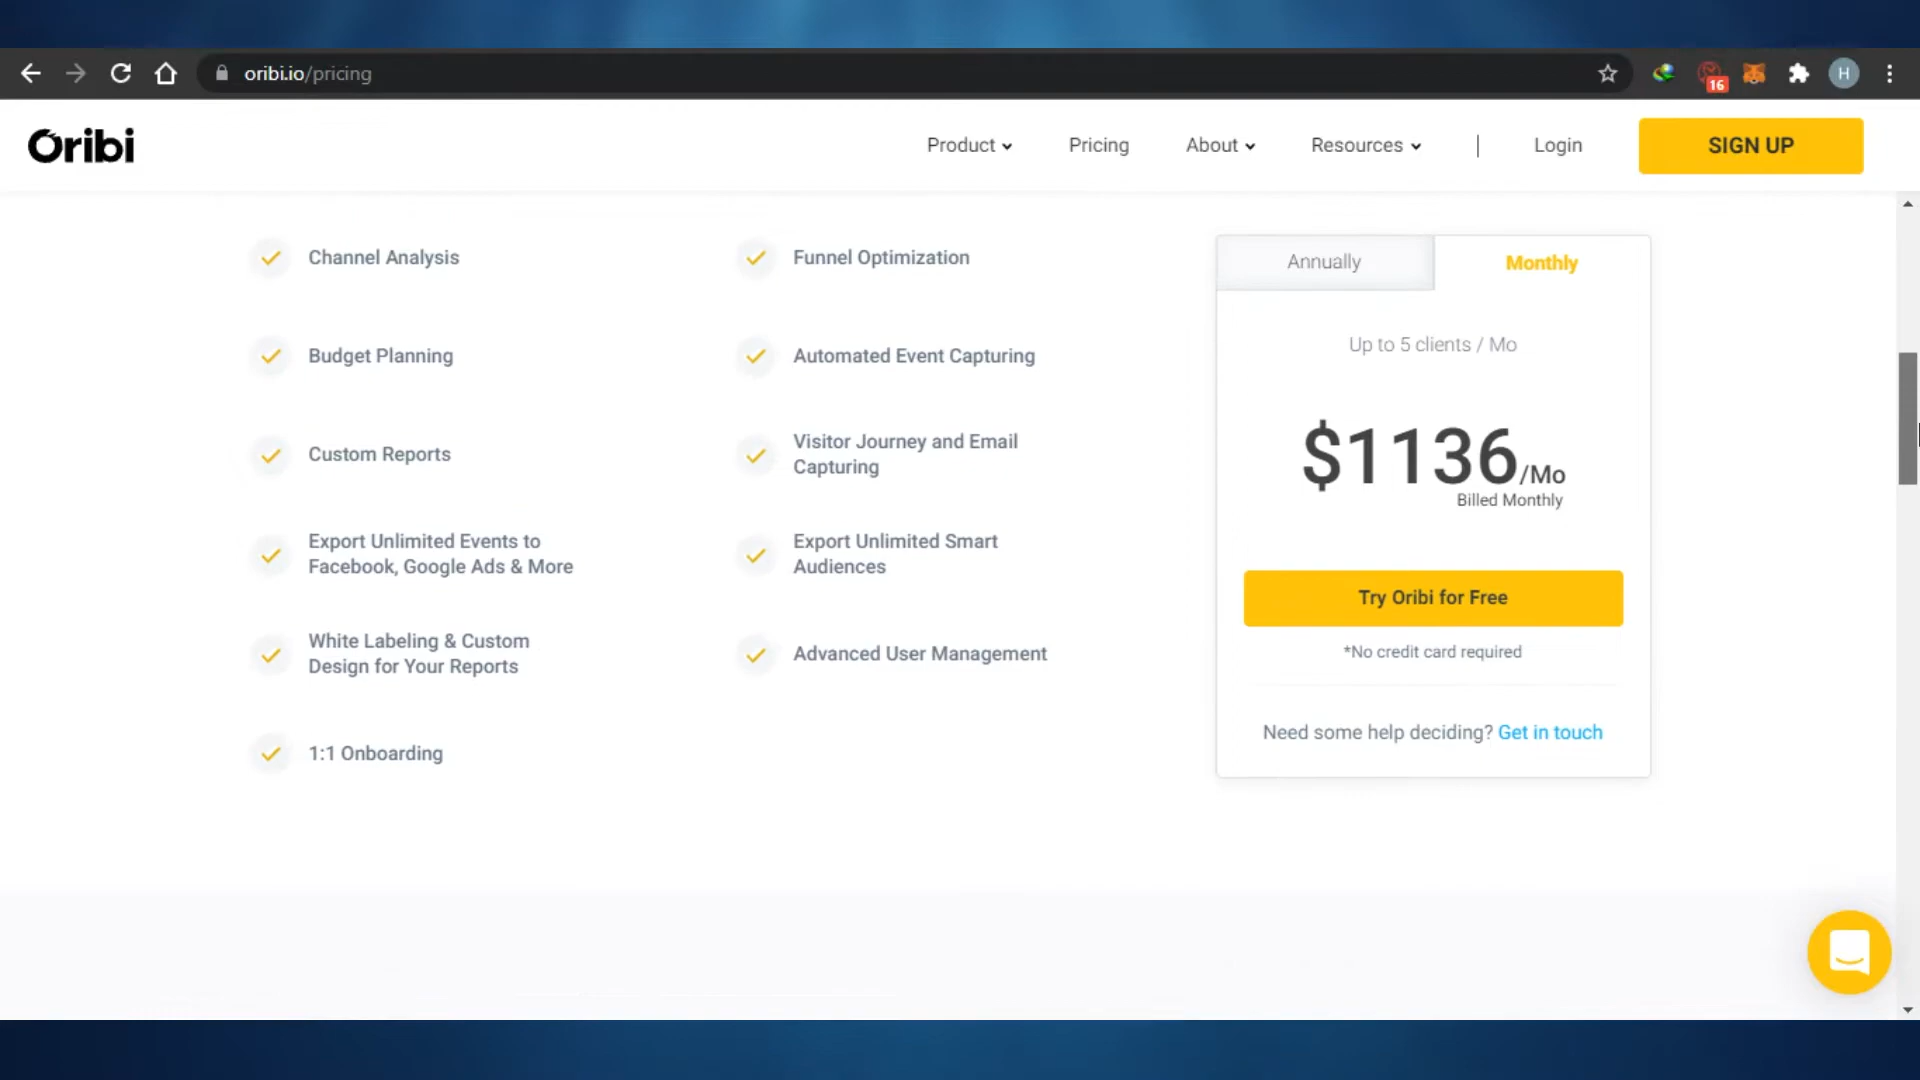 oribi.io/pricing
16
H
Oribi
Product
Pricing
About
Resources
|
Login
SIGN UP
Channel Analysis
Funnel Optimization
Budget Planning
Automated Event Capturing
Custom Reports
Visitor Journey and Email
Capturing
Export Unlimited Events to
Facebook, Google Ads & More
Export Unlimited Smart
Audiences
White Labeling & Custom
Design for Your Reports
Advanced User Management
1:1 Onboarding
Annually
Monthly
Up to 5 clients / Mo
$1136/Mo
Billed Monthly
Try Oribi for Free
*No credit card required
Need some help deciding? Get in touch